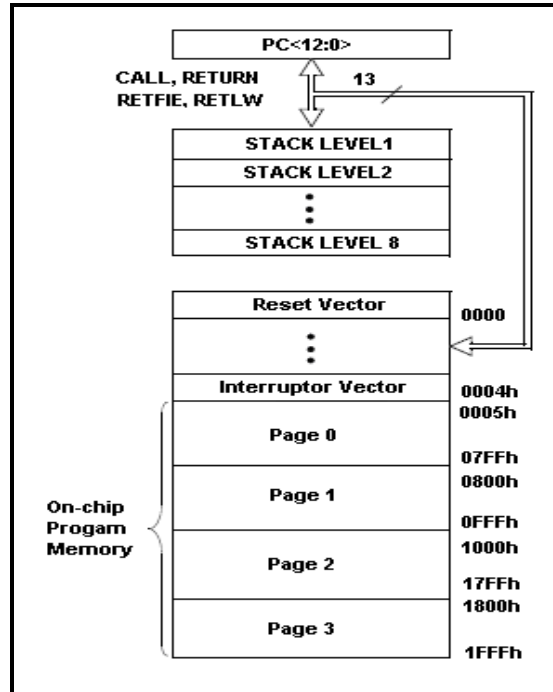 PC<12:0>
CALL, RETURN
RETFIE, RETLW
13
STACK LEVEL1
STACK LEVEL2
STACK LEVEL 8
Reset Vector
0000
Interruptor Vector
0004h
0005h
Page 0
07FFh
0800h
Page 1
0FFFh
On-chip
Progam
Memory
1000h
Page 2
17FFh
1800h
Page 3
1FFFh